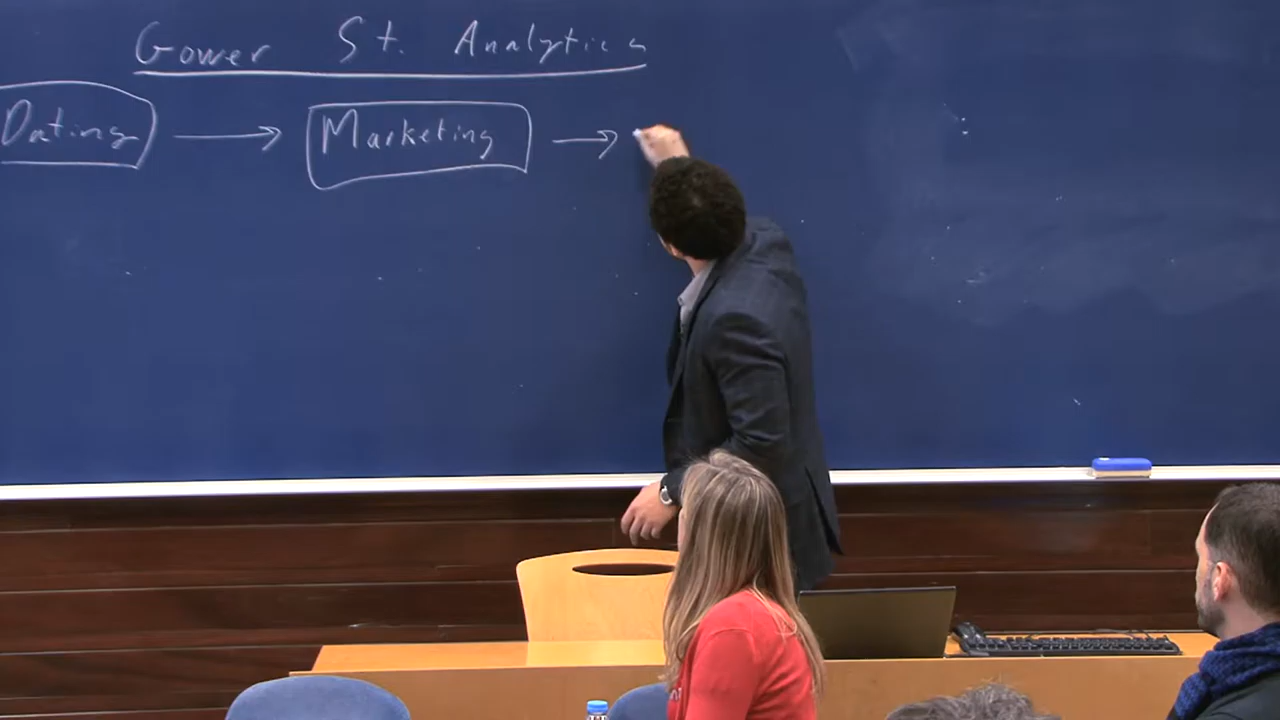 Gower St. Analytics
Dating → Marketing →